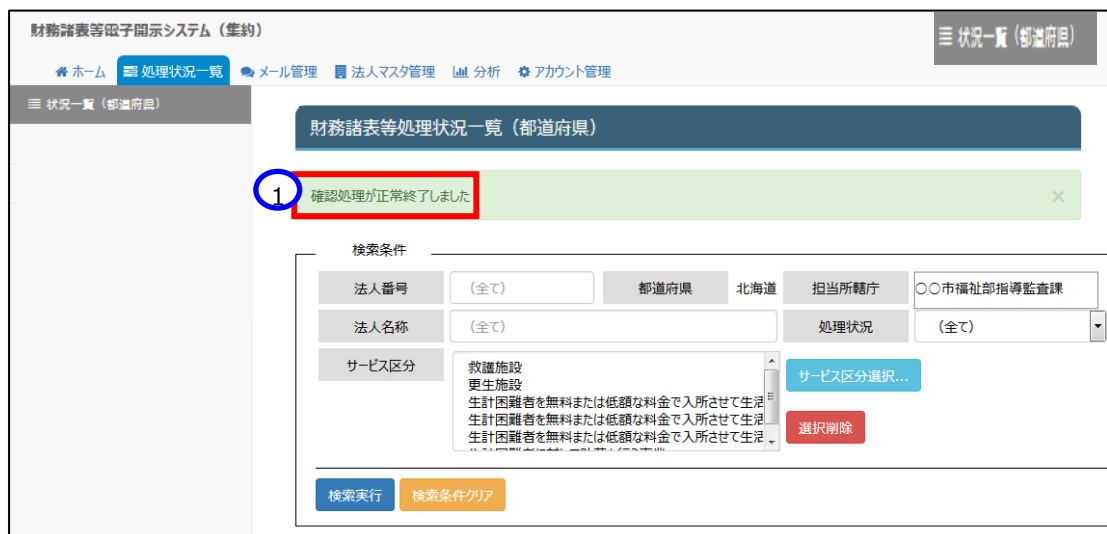 財務諸表等電子開示システム（集約）
状況一覧（都道府県）
ホーム 処理状況一覧 メール管理 法人マスタ管理 分析 アカウント管理
状況一覧（都道府県）
財務諸表等処理状況一覧（都道府県）
1 確認処理が正常終了しました ×
検索条件
法人番号 （全て） 都道府県 北海道 担当所轄庁 〇〇市福祉部指導監査課
法人名称 （全て） 処理状況 （全て）
サービス区分 救護施設 サービス区分選択...
更生施設
生計困難者を無料または低額な料金で入所させて生活
生計困難者を無料または低額な料金で入所させて生活 選択削除
生計困難者を無料または低額な料金で入所させて生活
検索実行 検索条件クリア